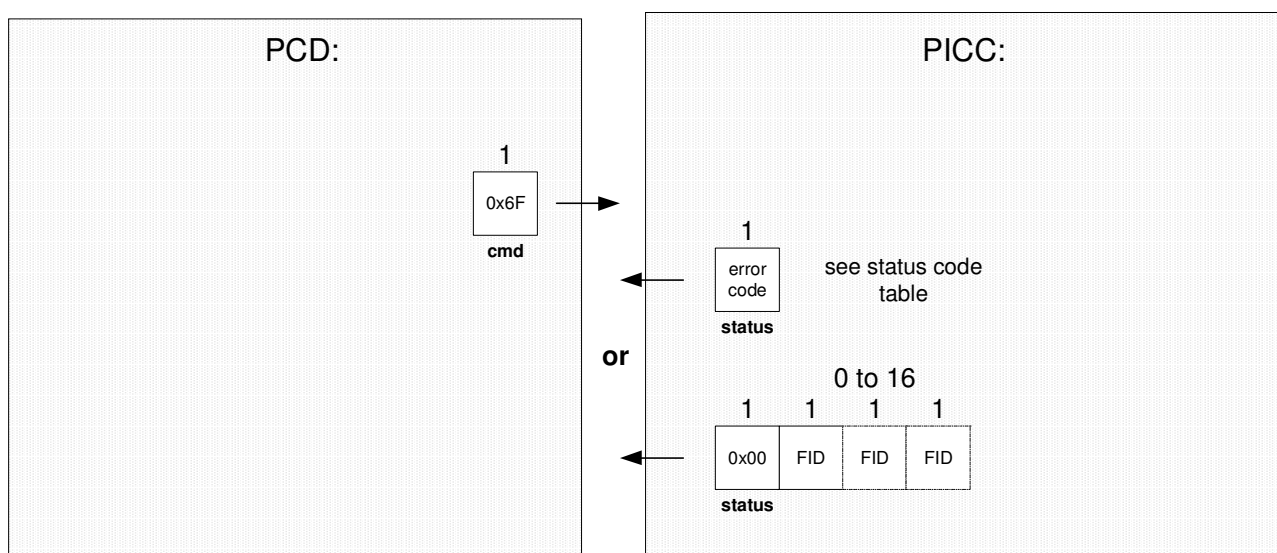 PCD:
PICC:
1
0x6F
cmd
1
error
code
status
see status code
table
or
0 to 16
1 1 1 1
0x00 FID FID FID
status